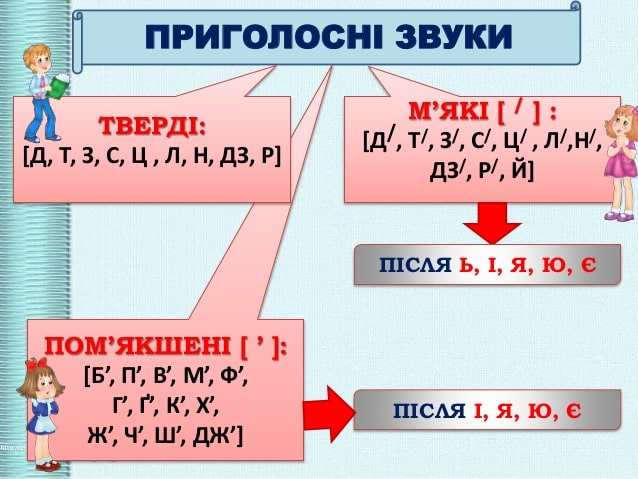 ПРИГОЛОСНІ ЗВУКИ
ТВЕРДІ:
[Д, Т, З, С, Ц , Л, Н, ДЗ, Р]
М’ЯКІ [ / ] :
[Д/, Т/, З/, С/, Ц/ , Л/,Н/,
ДЗ/, Р/, Й]
ПІСЛЯ Ь, І, Я, Ю, Є
ПОМ’ЯКШЕНІ [ ’ ]:
[Б’, П’, В’, М’, Ф’,
Г’, Ґ’, К’, Х’,
Ж’, Ч’, Ш’, ДЖ’]
ПІСЛЯ І, Я, Ю, Є